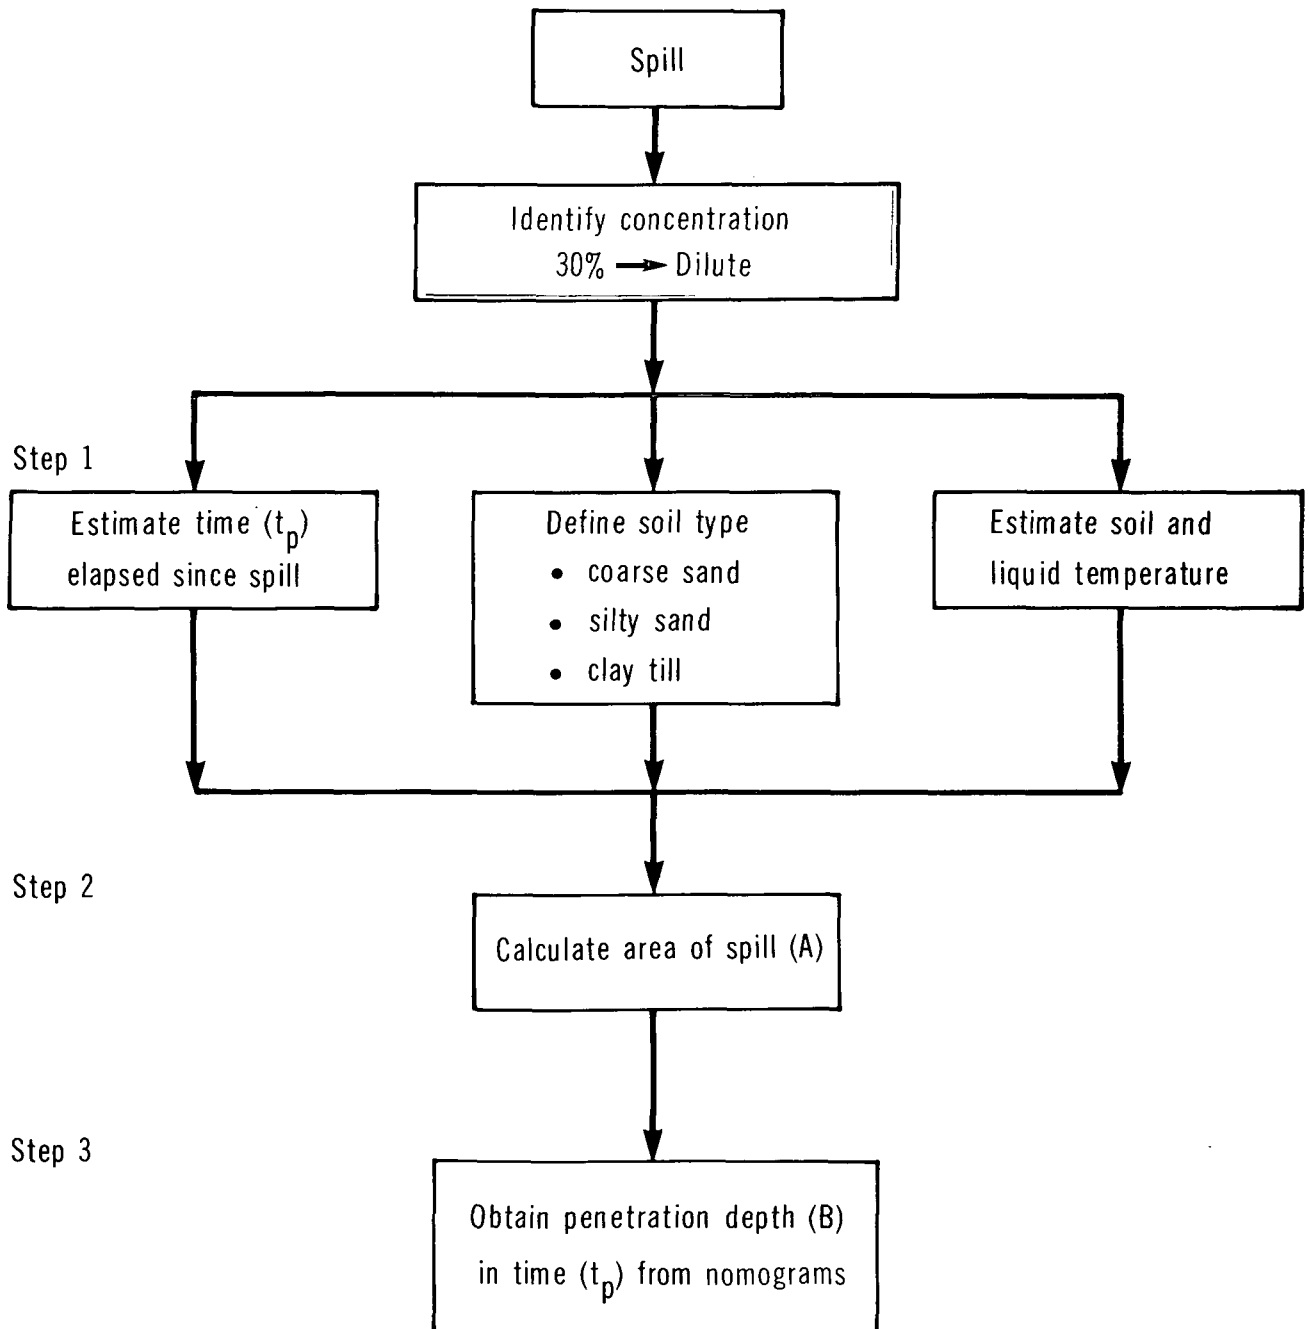 Spill
Identify concentration
30% → Dilute
Step 1
Estimate time (tp)
elapsed since spill
Define soil type
• coarse sand
• silty sand
• clay till
Estimate soil and
liquid temperature
Step 2
Calculate area of spill (A)
Step 3
Obtain penetration depth (B)
in time (tp) from nomograms